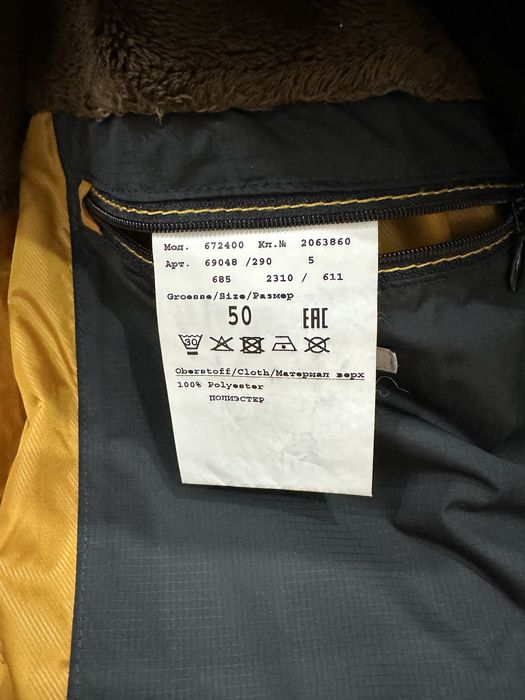 Мод. 672400 Кл.№ 2063860
Арт. 69048 /290 5
685 2310 / 611
Groesse/Size/Размер
50 EAC
30
Oberstoff/Cloth/Материал верх
100% Polyester
ПОЛИЭСТЕР